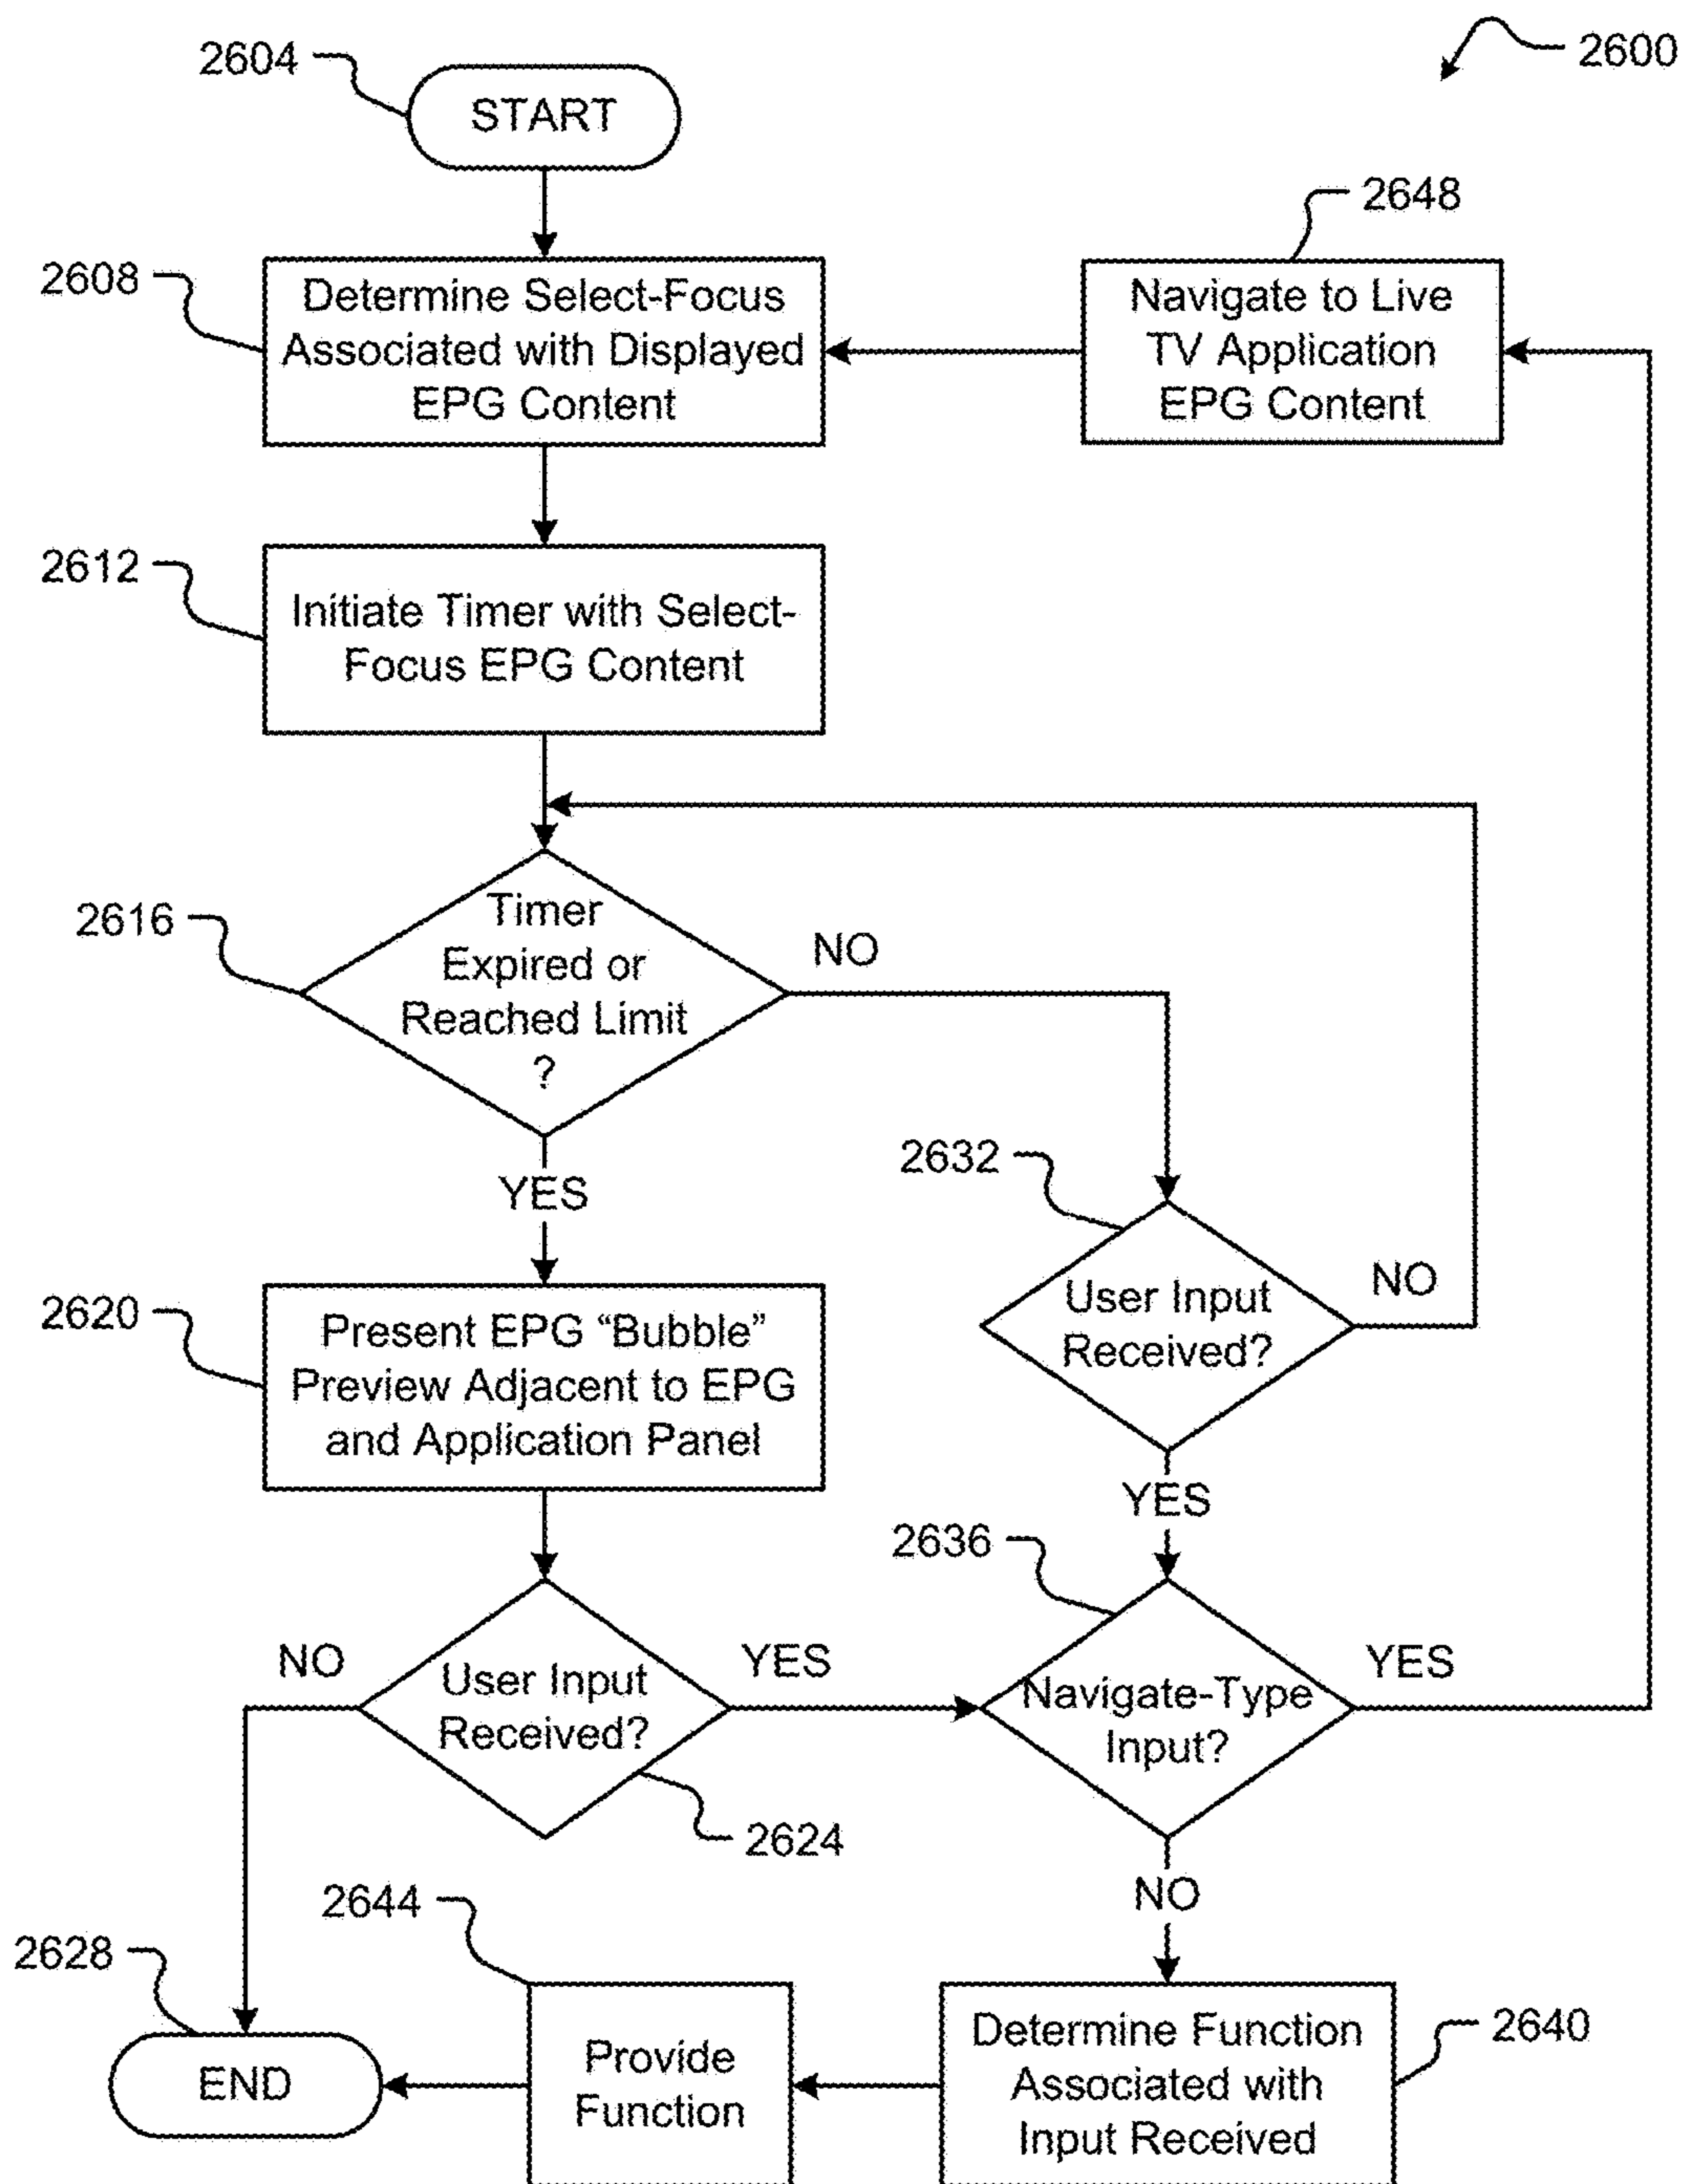 2600
2604
START
2648
2608
Determine Select-Focus
Associated with Displayed
EPG Content
Navigate to Live
TV Application
EPG Content
2612
Initiate Timer with Select-
Focus EPG Content
2616
Timer
Expired or
Reached Limit
?
NO
YES
2632
User Input
Received?
NO
2620
Present EPG “Bubble”
Preview Adjacent to EPG
and Application Panel
YES
2636
NO
User Input
Received?
YES
Navigate-Type
Input?
YES
2624
NO
2644
2628
END
Provide
Function
Determine Function
Associated with
Input Received
2640